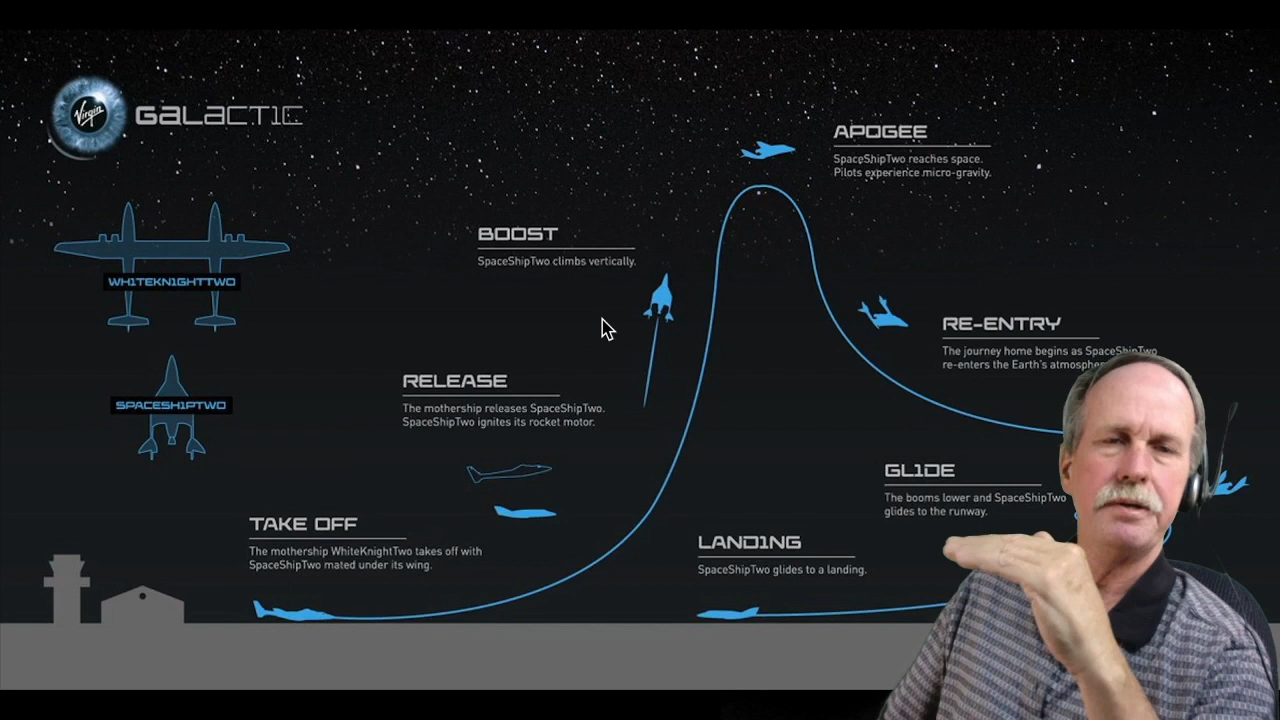 Virgin
GALACTIC
APOGEE
SpaceShipTwo reaches space.
Pilots experience micro-gravity.
BOOST
SpaceShipTwo climbs vertically.
WH1TEKN1GHTTWO
RE-ENTRY
The journey home begins as SpaceShipTwo
re-enters the Earth's
RELEASE
The mothership releases SpaceShipTwo.
SpaceShipTwo ignites its rocket motor.
SPACESH1PTWO
GL1DE
The booms lower and SpaceShipTwo
glides to the runway.
TAKE OFF
The mothership WhiteKnightTwo takes off with
SpaceShipTwo mated under its wing.
LAND1NG
SpaceShipTwo glides to a landing.